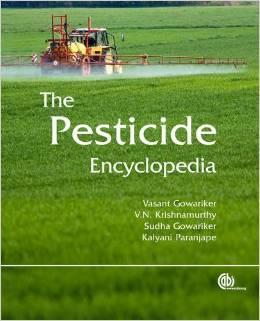 The
Pesticide
Encyclopedia
Vasant Gowariker
V.N. Krishnamurthy
Sudha Gowariker
Kalyani Paranjape